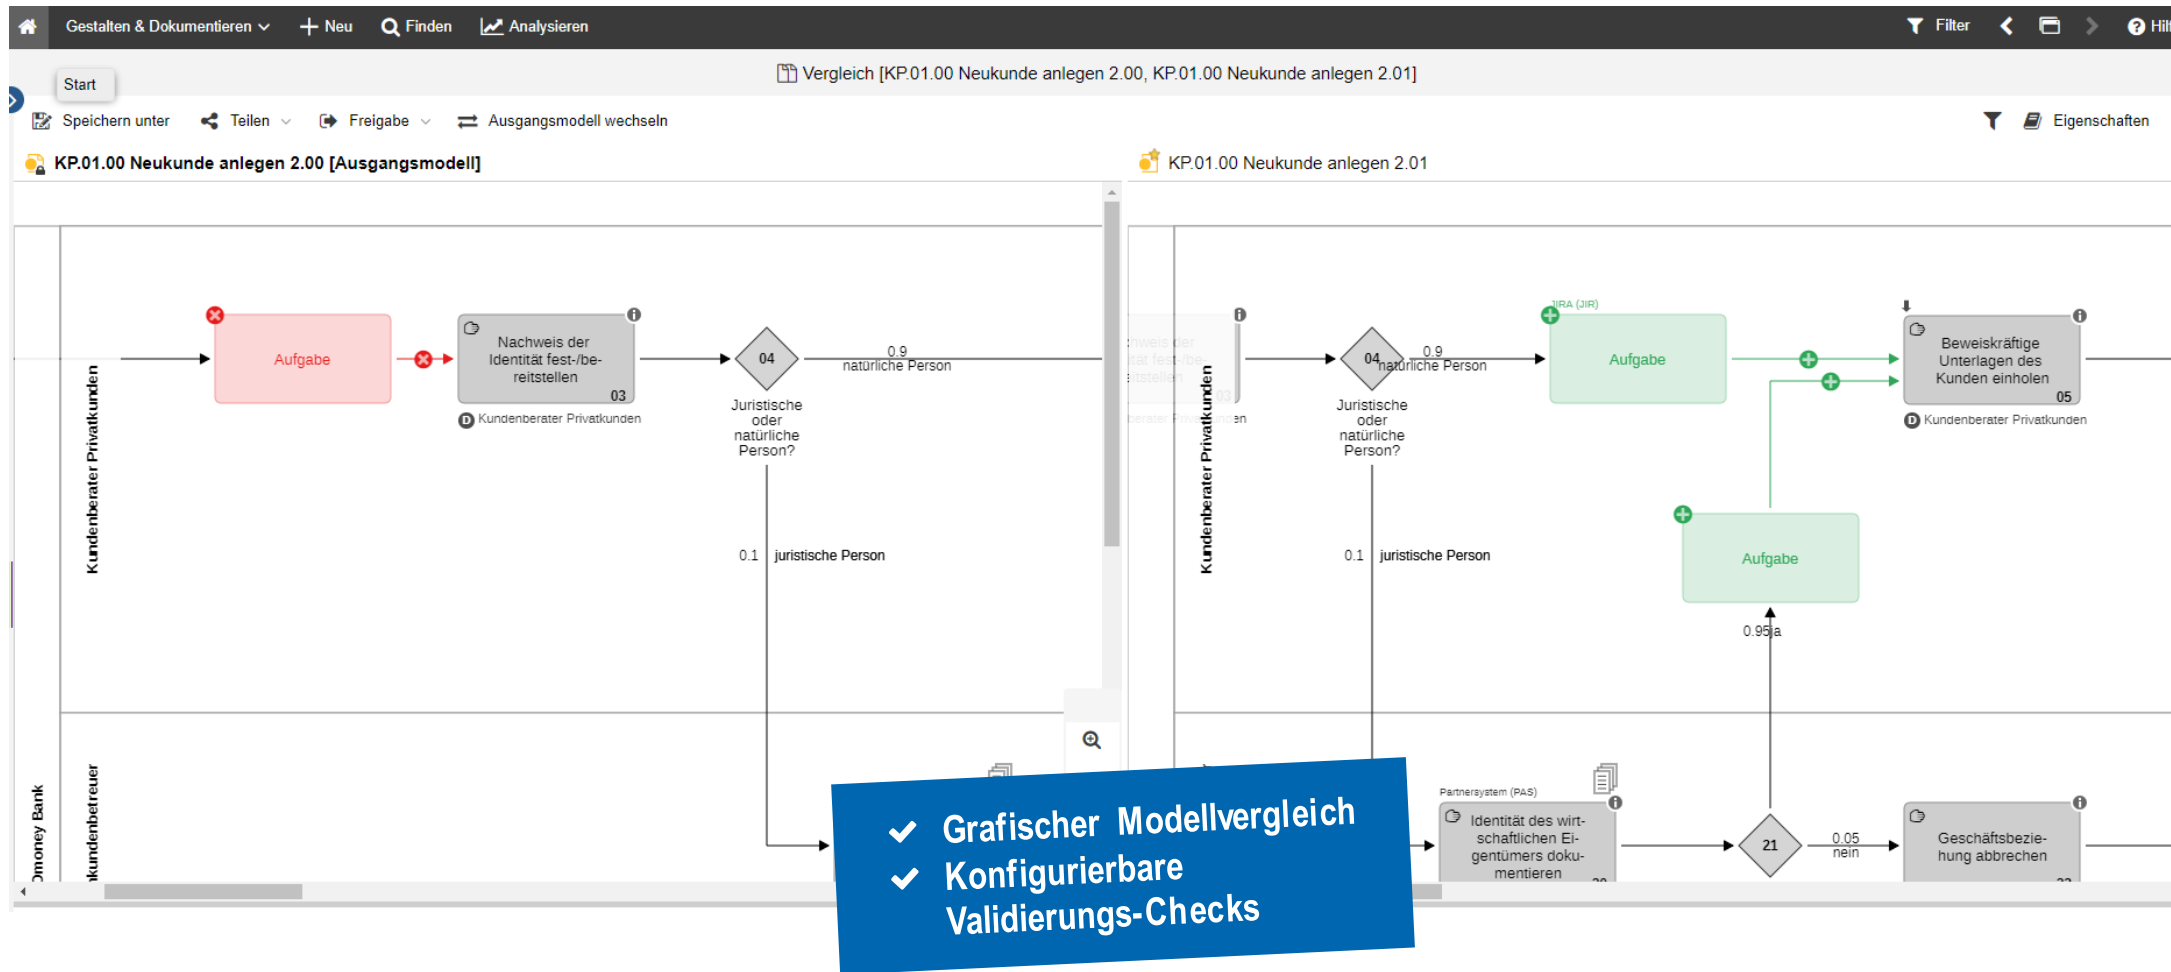 Gestalten & Dokumentieren
Neu
Finden
Analysieren
Filter
Vergleich [KP.01.00 Neukunde anlegen 2.00, KP.01.00 Neukunde anlegen 2.01]
Start
Speichern unter
Teilen
Freigabe
Ausgangsmodell wechseln
Eigenschaften
KP.01.00 Neukunde anlegen 2.00 [Ausgangsmodell]
Kundenberater Privatkunden
Aufgabe
Nachweis der
Identität fest-/be-
reitstellen
03
D Kundenberater Privatkunden
04
Juristische
oder
natürliche
Person?
0.9
natürliche Person
0.1
juristische Person
Omoney Bank
KP.01.00 Neukunde anlegen 2.01
Kundenberater Privatkunden
04
Juristische
oder
natürliche
Person?
0.9
natürliche Person
0.1
juristische Person
JIRA (JIR)
Aufgabe
Beweiskräftige
Unterlagen des
Kunden einholen
05
D Kundenberater Privatkunden
Aufgabe
0.95
ja
Partnersystem (PAS)
Identität des wirt-
schaftlichen Ei-
gentümers doku-
mentieren
21
0.05
nein
Geschäftsbezie-
hung abbrechen
Grafischer Modellvergleich
Konfigurierbare
Validierungs-Checks